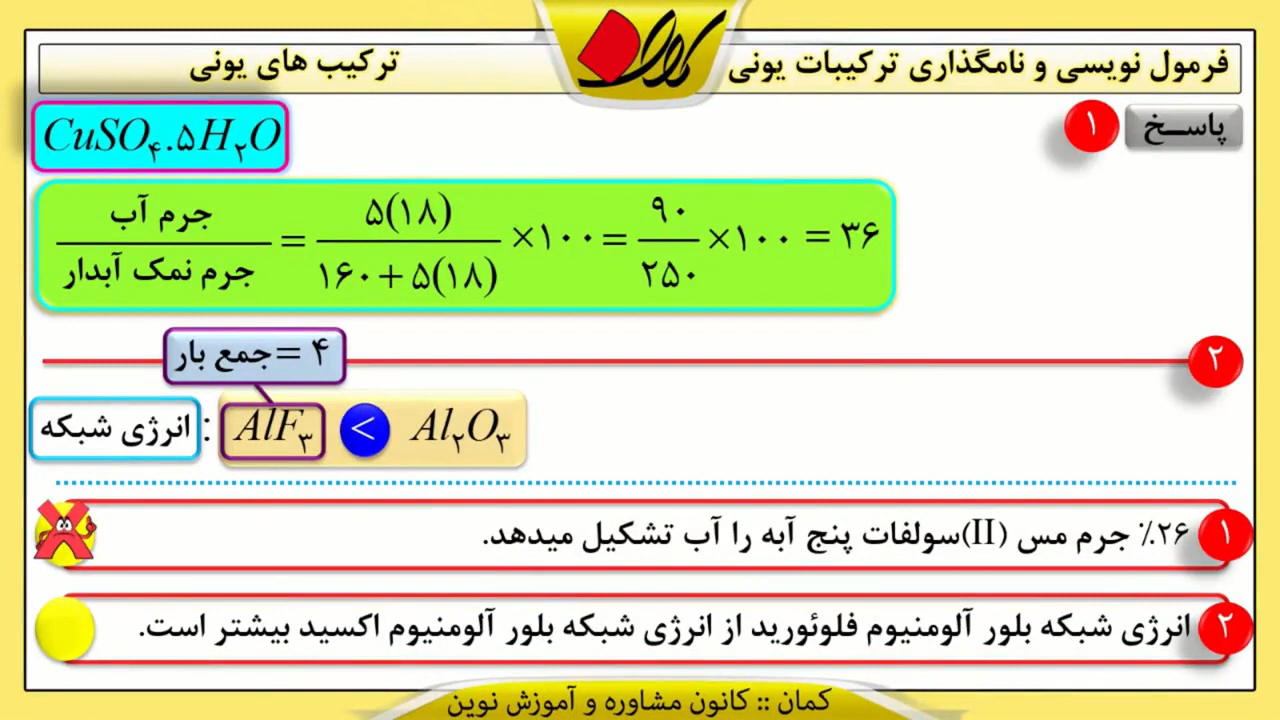 فرمول نویسی و نامگذاری ترکیبات یونی
کمان
ترکیب های یونی
پاســخ ۱
CuSO۴.۵H۲O
جرم آب / جرم نمک آبدار = ۵(۱۸) / ۱۶۰+۵(۱۸) ×۱۰۰ = ۹۰ / ۲۵۰ ×۱۰۰ = ۳۶
۲
جمع بار = ۴
انرژی شبکه : AlF۳ < Al۲O۳
۱ ۲۶٪ جرم مس (II)سولفات پنج آبه را آب تشکیل میدهد.
۲ انرژی شبکه بلور آلومنیوم فلوئورید از انرژی شبکه بلور آلومنیوم اکسید بیشتر است.
کمان :: کانون مشاوره و آموزش نوین